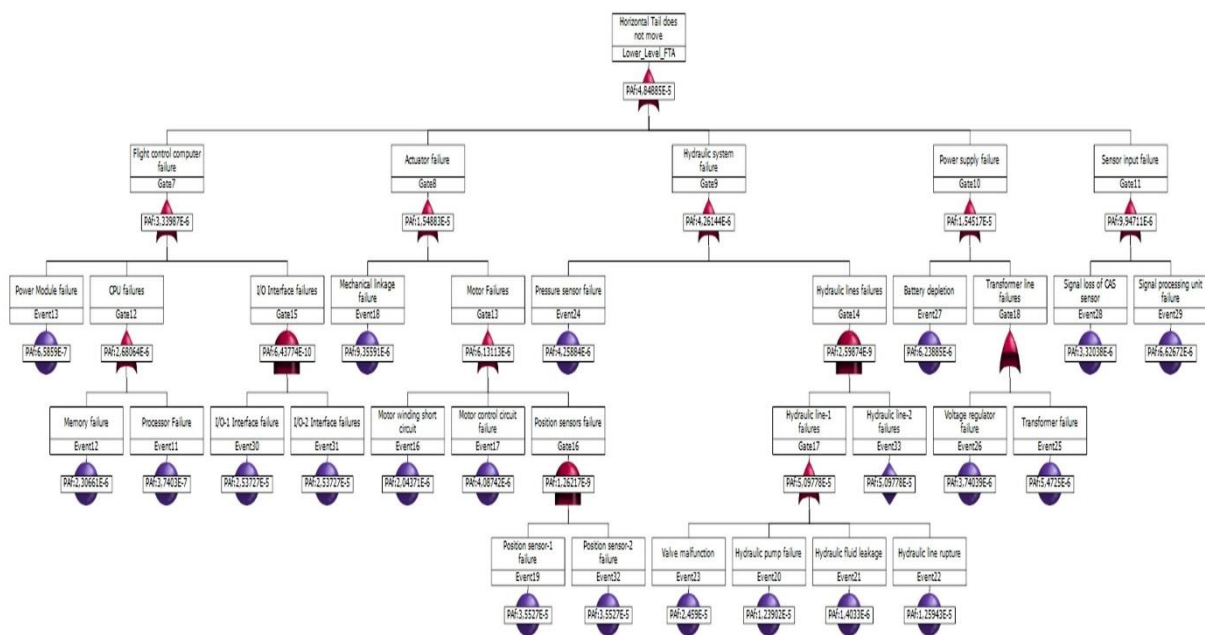 Horizontal Tail does
not move
Lower_Level_FTA
PAf:4,84885E-5
Flight control computer
failure
Gate7
PAf:3,33987E-6
Actuator failure
Gate8
PAf:1,54883E-5
Hydraulic system
failure
Gate9
PAf:4,26144E-6
Power supply failure
Gate10
PAf:1,54517E-5
Sensor input failure
Gate11
PAf:9,94711E-6
Power Module failure
Event13
PAf:6,5859E-7
CPU failures
Gate12
PAf:2,68064E-6
I/O Interface failures
Gate15
PAf:6,43774E-10
Mechanical linkage
failure
Event18
PAf:9,35591E-6
Motor Failures
Gate13
PAf:6,13113E-6
Pressure sensor failure
Event24
PAf:4,25884E-6
Hydraulic lines failures
Gate14
PAf:2,59874E-9
Battery depletion
Event27
PAf:6,23885E-6
Transformer line
failures
Gate18
Signal loss of CAS
sensor
Event28
PAf:3,32038E-6
Signal processing unit
failure
Event29
PAf:6,62672E-6
Memory failure
Event12
PAf:2,30661E-6
Processor Failure
Event11
PAf:3,7403E-7
I/O-1 Interface failure
Event30
PAf:2,53727E-5
I/O-2 Interface failures
Event31
PAf:2,53727E-5
Motor winding short
circuit
Event16
PAf:2,04371E-6
Motor control circuit
failure
Event17
PAf:4,08742E-6
Position sensors failure
Gate16
PAf:1,26217E-9
Hydraulic line-1
failures
Gate17
PAf:5,09778E-5
Hydraulic line-2
failures
Event33
PAf:5,09778E-5
Voltage regulator
failure
Event26
PAf:3,74039E-6
Transformer failure
Event25
PAf:5,4725E-6
Position sensor-1
failure
Event19
PAf:3,5527E-5
Position sensor-2
failure
Event32
PAf:3,5527E-5
Valve malfunction
Event23
PAf:2,459E-5
Hydraulic pump failure
Event20
PAf:1,23902E-5
Hydraulic fluid leakage
Event21
PAf:1,4033E-6
Hydraulic line rupture
Event22
PAf:1,25943E-5